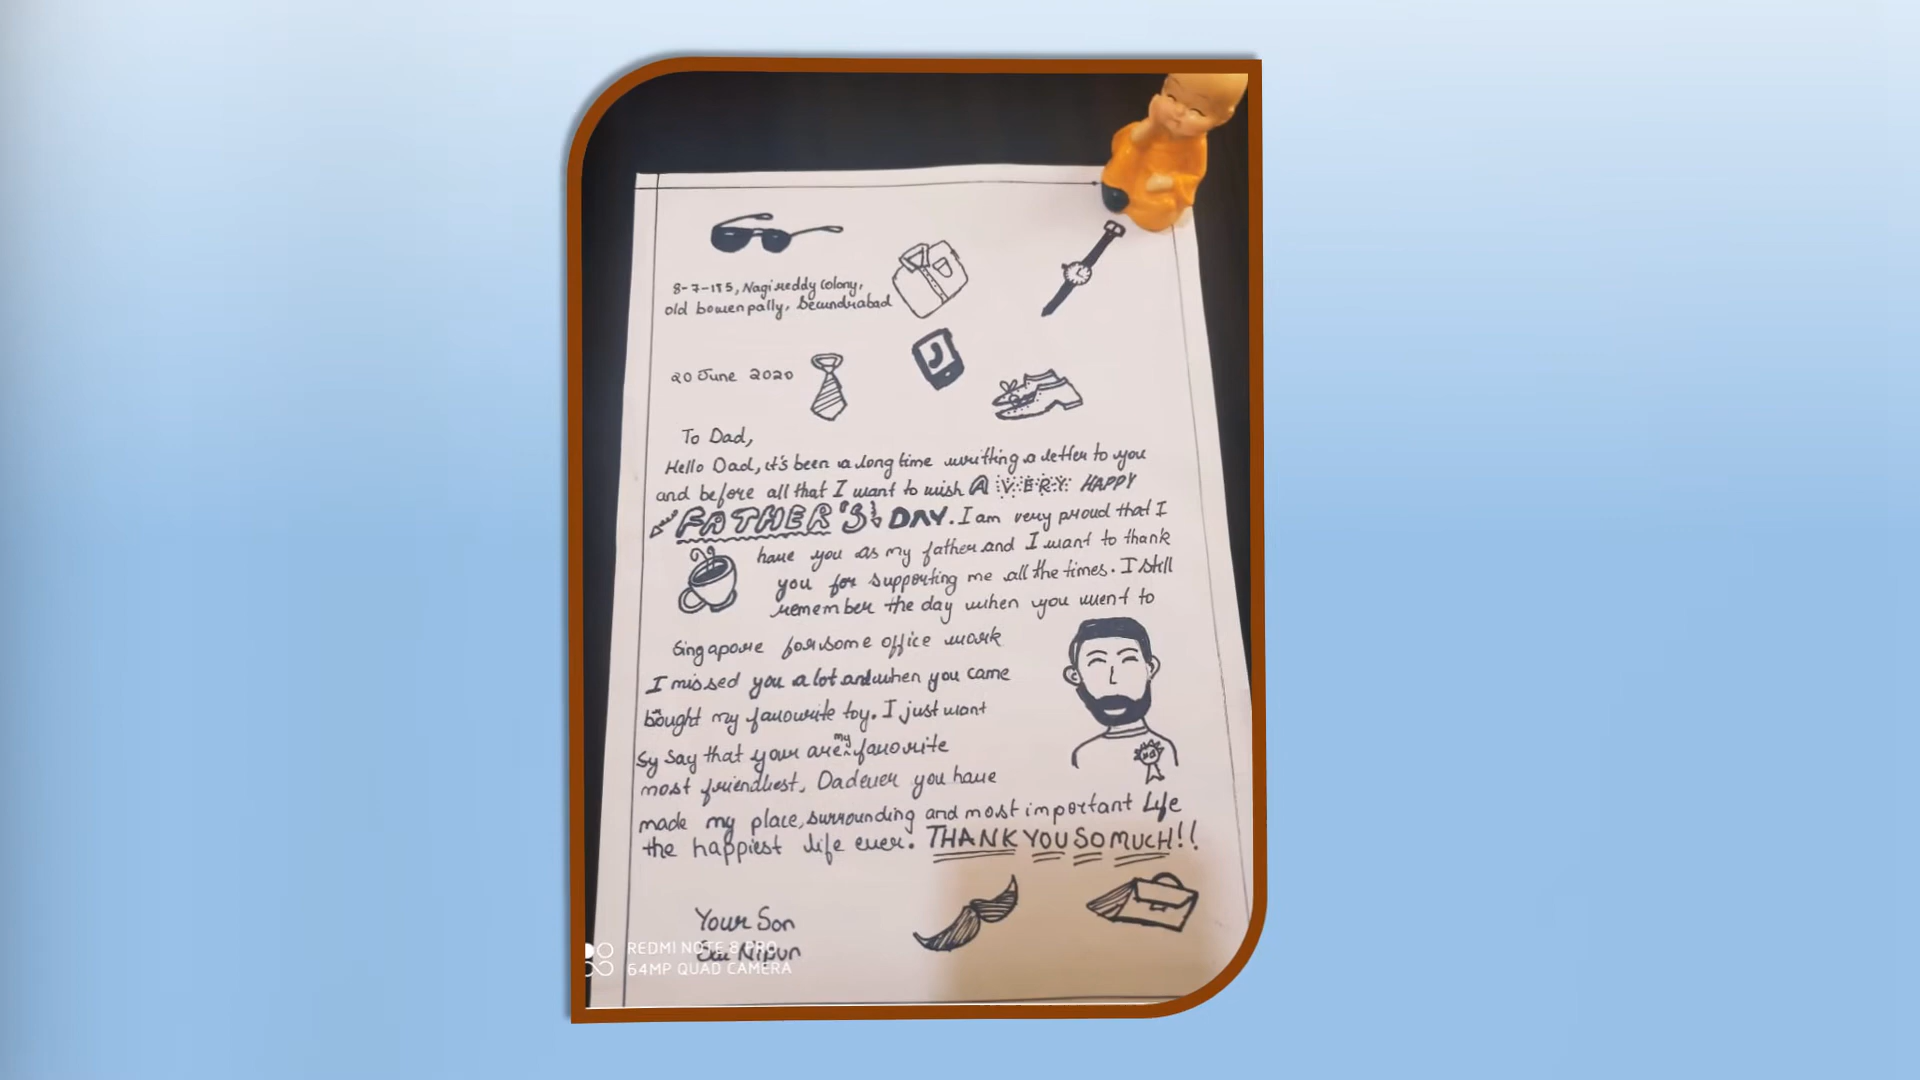 8-7-185, Nagireddy Colony,
old bowenpally, Secundrabad
20 June 2020
To Dad,
Hello Dad, it's been a long time writting a letter to you
and before all that I want to wish A VERY HAPPY
FATHER'S DAY. I am very proud that I
have you as my father and I want to thank
you for supporting me all the times. I still
remember the day when you went to
Singapore for some office work
I missed you a lot and when you came
bought my favourite toy. I just want
say that your are my favorite
most friendliest, Dad ever you have
made my place, surrounding and most important life
the happiest life ever. THANK YOU SO MUCH!!
Your Son
Sai Nipun
REDMI NOTE 8 PRO
64MP QUAD CAMERA